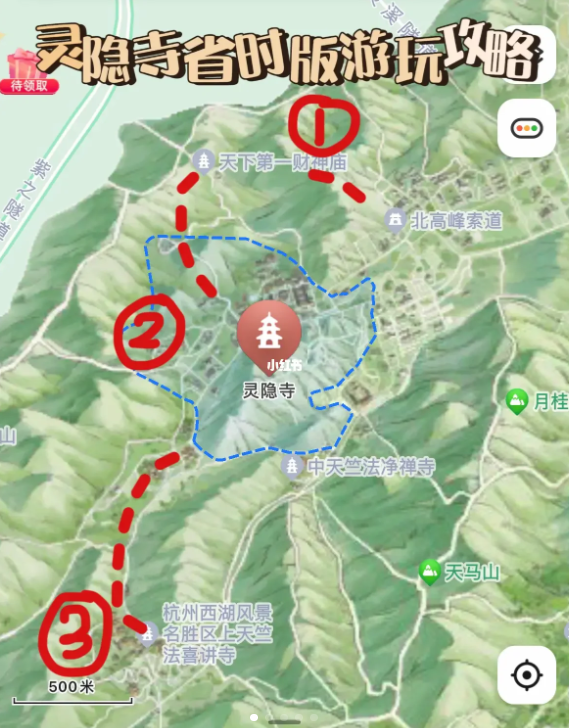 灵隐寺省时版游玩攻略
待领取
紫之隧道
1
天下第一财神庙
北高峰索道
2
小红书
灵隐寺
月桂
山
中天竺法净禅寺
天马山
3
杭州西湖风景
名胜区上天竺
法喜讲寺
500米